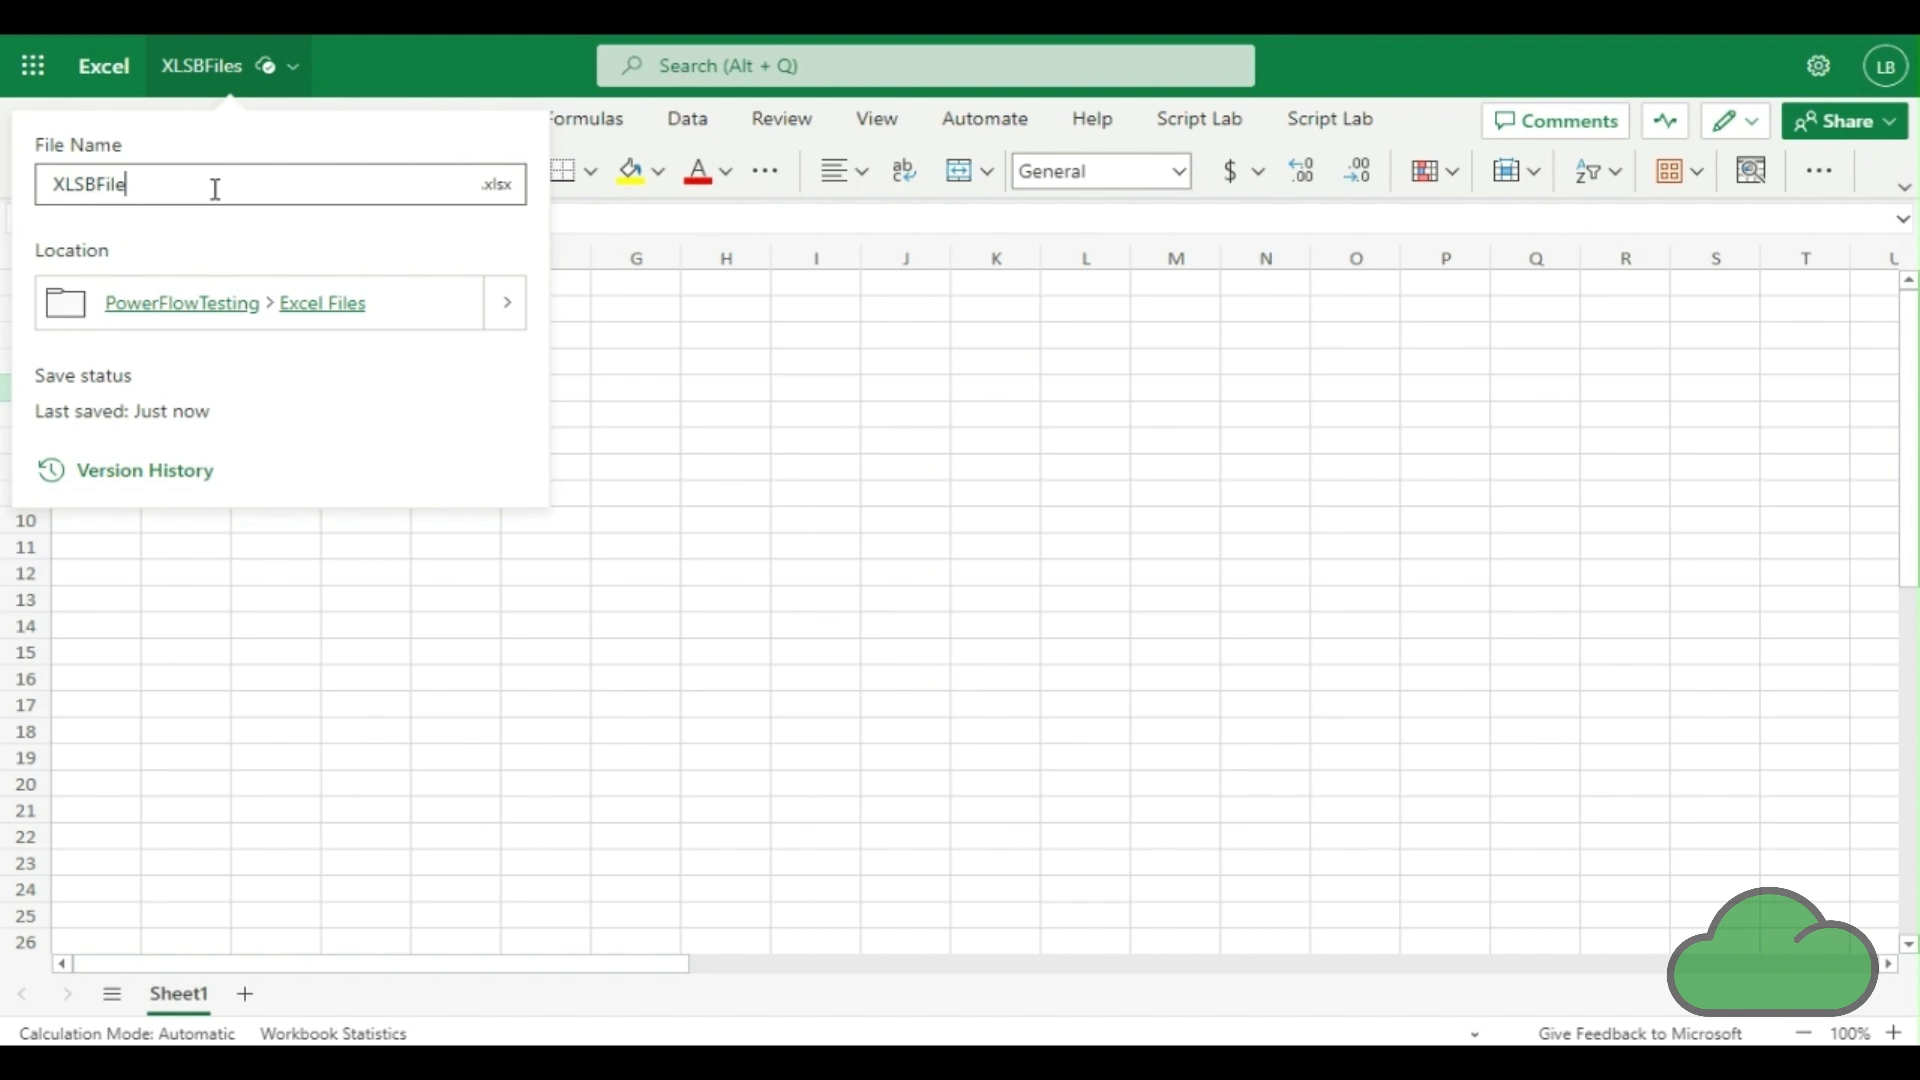 Excel XLSBFiles Search (Alt + Q) LB
Formulas Data Review View Automate Help Script Lab Script Lab Comments Share
File Name
XLSBFile .xlsx
General $ .00 .00
Location
PowerFlowTesting > Excel Files
G H I J K L M N O P Q R S T U
Save status
Last saved: Just now
Version History
10
11
12
13
14
15
16
17
18
19
20
21
22
23
24
25
26
Sheet1
Calculation Mode: Automatic Workbook Statistics Give Feedback to Microsoft 100%